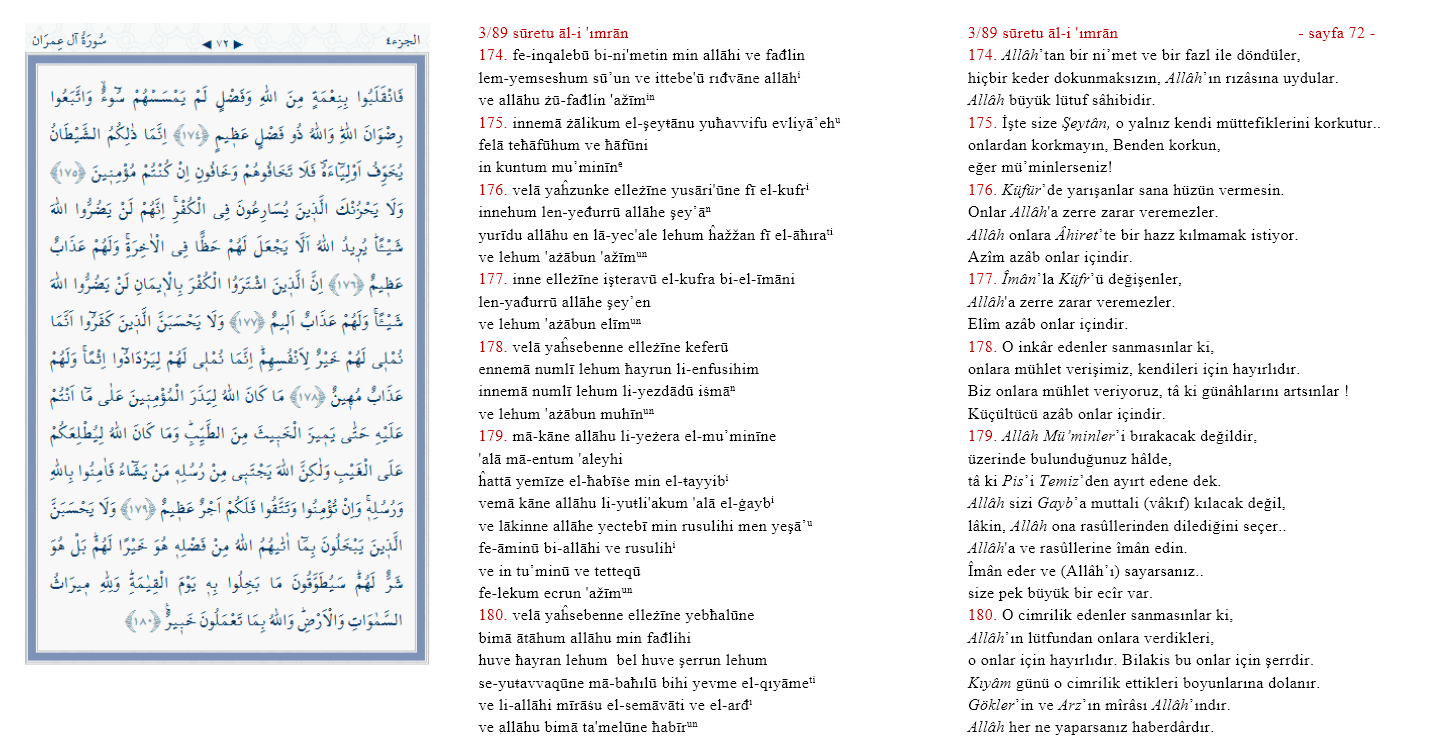 سُورَةُ آلِ عِمرَان ◀ ٧٢ ▶ الجزء٤
فَانْقَلَبُوا بِنِعْمَةٍ مِنَ اللّٰهِ وَفَضْلٍ لَمْ يَمْسَسْهُمْ سُٓوءٌۙ وَاتَّبَعُوا
رِضْوَانَ اللّٰهِۜ وَاللّٰهُ ذُو فَضْلٍ عَظ۪يمٍ ﴿١٧٤﴾ اِنَّمَا ذٰلِكُمُ الشَّيْطَانُ
يُخَوِّفُ اَوْلِيَٓاءَهُۖ فَلَا تَخَافُوهُمْ وَخَافُونِ اِنْ كُنْتُمْ مُؤْمِن۪ينَ ﴿١٧٥﴾
وَلَا يَحْزُنْكَ الَّذ۪ينَ يُسَارِعُونَ فِي الْكُفْرِۚ اِنَّهُمْ لَنْ يَضُرُّوا اللّٰهَ
شَيْـًٔاۜ يُر۪يدُ اللّٰهُ اَلَّا يَجْعَلَ لَهُمْ حَظًّا فِي الْاٰخِرَةِۚ وَلَهُمْ عَذَابٌ
عَظ۪يمٌ ﴿١٧٦﴾ اِنَّ الَّذ۪ينَ اشْتَرَوُا الْكُفْرَ بِالْا۪يمَانِ لَنْ يَضُرُّوا اللّٰهَ
شَيْـًٔاۚ وَلَهُمْ عَذَابٌ اَل۪يمٌ ﴿١٧٧﴾ وَلَا يَحْسَبَنَّ الَّذ۪ينَ كَفَرُٓوا اَنَّمَا
نُمْل۪ي لَهُمْ خَيْرٌ لِاَنْفُسِهِمْۜ اِنَّمَا نُمْل۪ي لَهُمْ لِيَزْدَادُٓوا اِثْمًاۚ وَلَهُمْ
عَذَابٌ مُه۪ينٌ ﴿١٧٨﴾ مَا كَانَ اللّٰهُ لِيَذَرَ الْمُؤْمِن۪ينَ عَلٰى مَٓا اَنْتُمْ
عَلَيْهِ حَتّٰى يَم۪يزَ الْخَب۪يثَ مِنَ الطَّيِّبِۜ وَمَا كَانَ اللّٰهُ لِيُطْلِعَكُمْ
عَلَى الْغَيْبِ وَلٰكِنَّ اللّٰهَ يَجْتَب۪ي مِنْ رُسُلِه۪ مَنْ يَشَٓاءُ فَاٰمِنُوا بِاللّٰهِ
وَرُسُلِه۪ۚ وَاِنْ تُؤْمِنُوا وَتَتَّقُوا فَلَكُمْ اَجْرٌ عَظ۪يمٌ ﴿١٧٩﴾ وَلَا يَحْسَبَنَّ
الَّذ۪ينَ يَبْخَلُونَ بِمَٓا اٰتٰيهُمُ اللّٰهُ مِنْ فَضْلِه۪ هُوَ خَيْرًا لَهُمْۜ بَلْ هُوَ
شَرٌّ لَهُمْۜ سَيُطَوَّقُونَ مَا بَخِلُوا بِه۪ يَوْمَ الْقِيٰمَةِۜ وَلِلّٰهِ م۪يرَاثُ
السَّمٰوَاتِ وَالْاَرْضِۜ وَاللّٰهُ بِمَا تَعْمَلُونَ خَب۪يرٌ۟ ﴿١٨٠﴾
3/89 sūretu āl-i 'ımrān
174. fe-inqalebū bi-ni'metin min allāhi ve fađlin
lem-yemseshum sū’un ve ittebe'ū rıđvāne allāhⁱ
ve allāhu żū-fađlin 'ažīmⁱⁿ
175. innemā żālikum el-şeyŧānu yuħavvifu evliyā’ehᵘ
felā teħāfūhum ve ħāfūni
in kuntum mu’minīnᵉ
176. velā yaĥzunke elležīne yusāri'ūne fī el-kufrⁱ
innehum len-yeđurrū allāhe şey’āⁿ
yurīdu allāhu en lā-yec'ale lehum ĥažžan fī el-āħıraᵗⁱ
ve lehum 'ażābun 'ažīmᵘⁿ
177. inne elleżīne işteravū el-kufra bi-el-īmāni
len-yađurrū allāhe şey’en
ve lehum 'ażābun elīmᵘⁿ
178. velā yaĥsebenne elleżīne keferū
ennemā numlī lehum ħayrun li-enfusihim
innemā numlī lehum li-yezdādū iśmāⁿ
ve lehum 'ażābun muhīnᵘⁿ
179. mā-kāne allāhu li-yeżera el-mu’minīne
'alā mā-entum 'aleyhi
ĥattā yemīze el-ħabīśe min el-ŧayyibⁱ
vemā kāne allāhu li-yuŧli'akum 'alā el-ġaybⁱ
ve lākinne allāhe yectebī min rusulihi men yeşā’ᵘ
fe-āminū bi-allāhi ve rusulihⁱ
ve in tu’minū ve tetteqū
fe-lekum ecrun 'ažīmᵘⁿ
180. velā yaĥsebenne elleżīne yebħalūne
bimā ātāhum allāhu min fađlihi
huve ħayran lehum bel huve şerrun lehum
se-yuŧavvaqūne mā-baħılū bihi yevme el-qıyāmeᵗⁱ
ve li-allāhi mīrāśu el-semāvāti ve el-arđⁱ
ve allāhu bimā ta'melūne ħabīrᵘⁿ
3/89 sūretu āl-i 'ımrān - sayfa 72 -
174. Allâh’tan bir ni’met ve bir fazl ile döndüler,
hiçbir keder dokunmaksızın, Allâh’ın rızâsına uydular.
Allâh büyük lütuf sâhibidir.
175. İşte size Şeytân, o yalnız kendi müttefiklerini korkutur..
onlardan korkmayın, Benden korkun,
eğer mü’minlerseniz!
176. Küfür’de yarışanlar sana hüzün vermesin.
Onlar Allâh'a zerre zarar veremezler.
Allâh onlara Âhiret’te bir hazz kılmamak istiyor.
Azîm azâb onlar içindir.
177. Îmân’la Küfr’ü değişenler,
Allâh'a zerre zarar veremezler.
Elîm azâb onlar içindir.
178. O inkâr edenler sanmasınlar ki,
onlara mühlet verişimiz, kendileri için hayırlıdır.
Biz onlara mühlet veriyoruz, tâ ki günâhlarını artsınlar !
Küçültücü azâb onlar içindir.
179. Allâh Mü’minler’i bırakacak değildir,
üzerinde bulunduğunuz hâlde,
tâ ki Pis’i Temiz’den ayırt edene dek.
Allâh sizi Gayb’a muttali (vâkıf) kılacak değil,
lâkin, Allâh ona rasûllerinden dilediğini seçer..
Allâh'a ve rasûllerine îmân edin.
Îmân eder ve (Allâh’ı) sayarsanız..
size pek büyük bir ecîr var.
180. O cimrilik edenler sanmasınlar ki,
Allâh’ın lütfundan onlara verdikleri,
o onlar için hayırlıdır. Bilakis bu onlar için şerrdir.
Kıyâm günü o cimrilik ettikleri boyunlarına dolanır.
Gökler’in ve Arz’ın mîrâsı Allâh’ındır.
Allâh her ne yaparsanız haberdârdır.